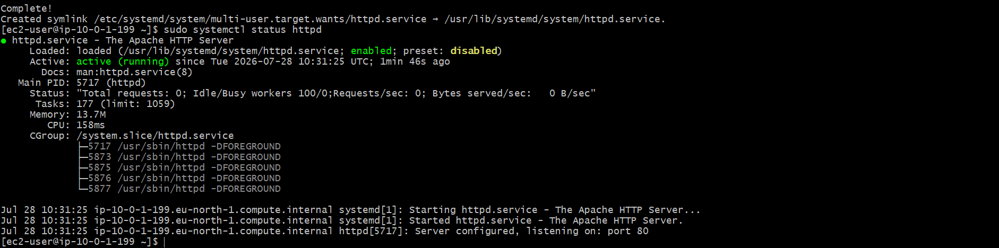 Complete!
Created symlink /etc/systemd/system/multi-user.target.wants/httpd.service → /usr/lib/systemd/system/httpd.service.
[ec2-user@ip-10-0-1-199 ~]$ sudo systemctl status httpd
● httpd.service - The Apache HTTP Server
     Loaded: loaded (/usr/lib/systemd/system/httpd.service; enabled; preset: disabled)
     Active: active (running) since Tue 2026-07-28 10:31:25 UTC; 1min 46s ago
       Docs: man:httpd.service(8)
   Main PID: 5717 (httpd)
     Status: "Total requests: 0; Idle/Busy workers 100/0;Requests/sec: 0; Bytes served/sec:   0 B/sec"
      Tasks: 177 (limit: 1059)
     Memory: 13.7M
        CPU: 158ms
     CGroup: /system.slice/httpd.service
             ├─5717 /usr/sbin/httpd -DFOREGROUND
             ├─5873 /usr/sbin/httpd -DFOREGROUND
             ├─5875 /usr/sbin/httpd -DFOREGROUND
             ├─5876 /usr/sbin/httpd -DFOREGROUND
             └─5877 /usr/sbin/httpd -DFOREGROUND

Jul 28 10:31:25 ip-10-0-1-199.eu-north-1.compute.internal systemd[1]: Starting httpd.service - The Apache HTTP Server...
Jul 28 10:31:25 ip-10-0-1-199.eu-north-1.compute.internal systemd[1]: Started httpd.service - The Apache HTTP Server.
Jul 28 10:31:25 ip-10-0-1-199.eu-north-1.compute.internal httpd[5717]: Server configured, listening on: port 80
[ec2-user@ip-10-0-1-199 ~]$